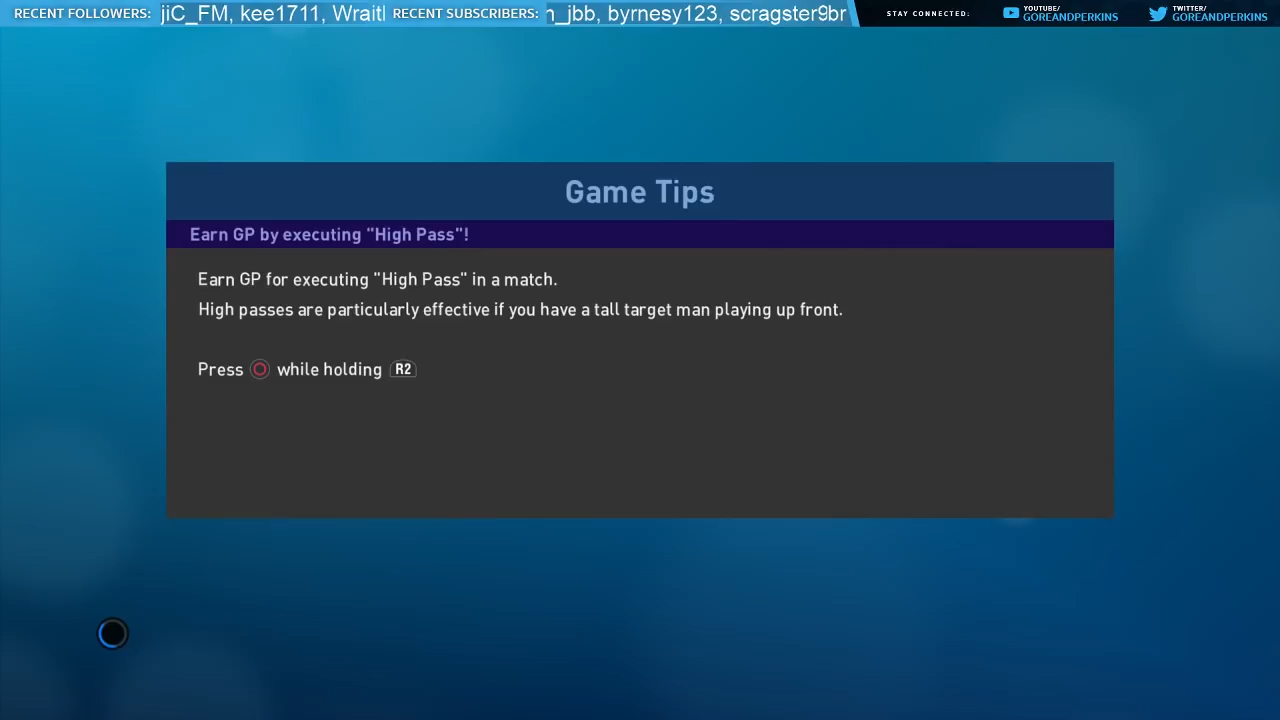 RECENT FOLLOWERS: jiC_FM, kee1711, Wrait RECENT SUBSCRIBERS: _jbb, byrnesy123, scragster9br STAY CONNECTED: YOUTUBE/ TWITTER/
GOREANDPERKINS GOREANDPERKINS
Game Tips
Earn GP by executing "High Pass"!
Earn GP for executing "High Pass" in a match.
High passes are particularly effective if you have a tall target man playing up front.
Press while holding R2